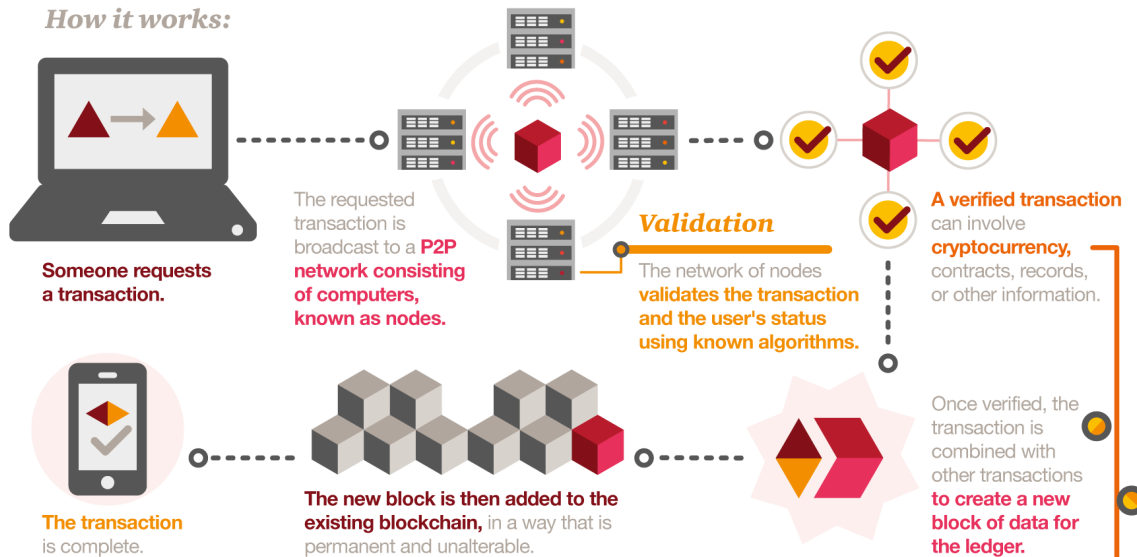 How it works:
Someone requests
a transaction.
The requested
transaction is
broadcast to a P2P
network consisting
of computers,
known as nodes.
Validation
The network of nodes
validates the transaction
and the user's status
using known algorithms.
A verified transaction
can involve
cryptocurrency,
contracts, records,
or other information.
Once verified, the
transaction is
combined with
other transactions
to create a new
block of data for
the ledger.
The new block is then added to the
existing blockchain, in a way that is
permanent and unalterable.
The transaction
is complete.